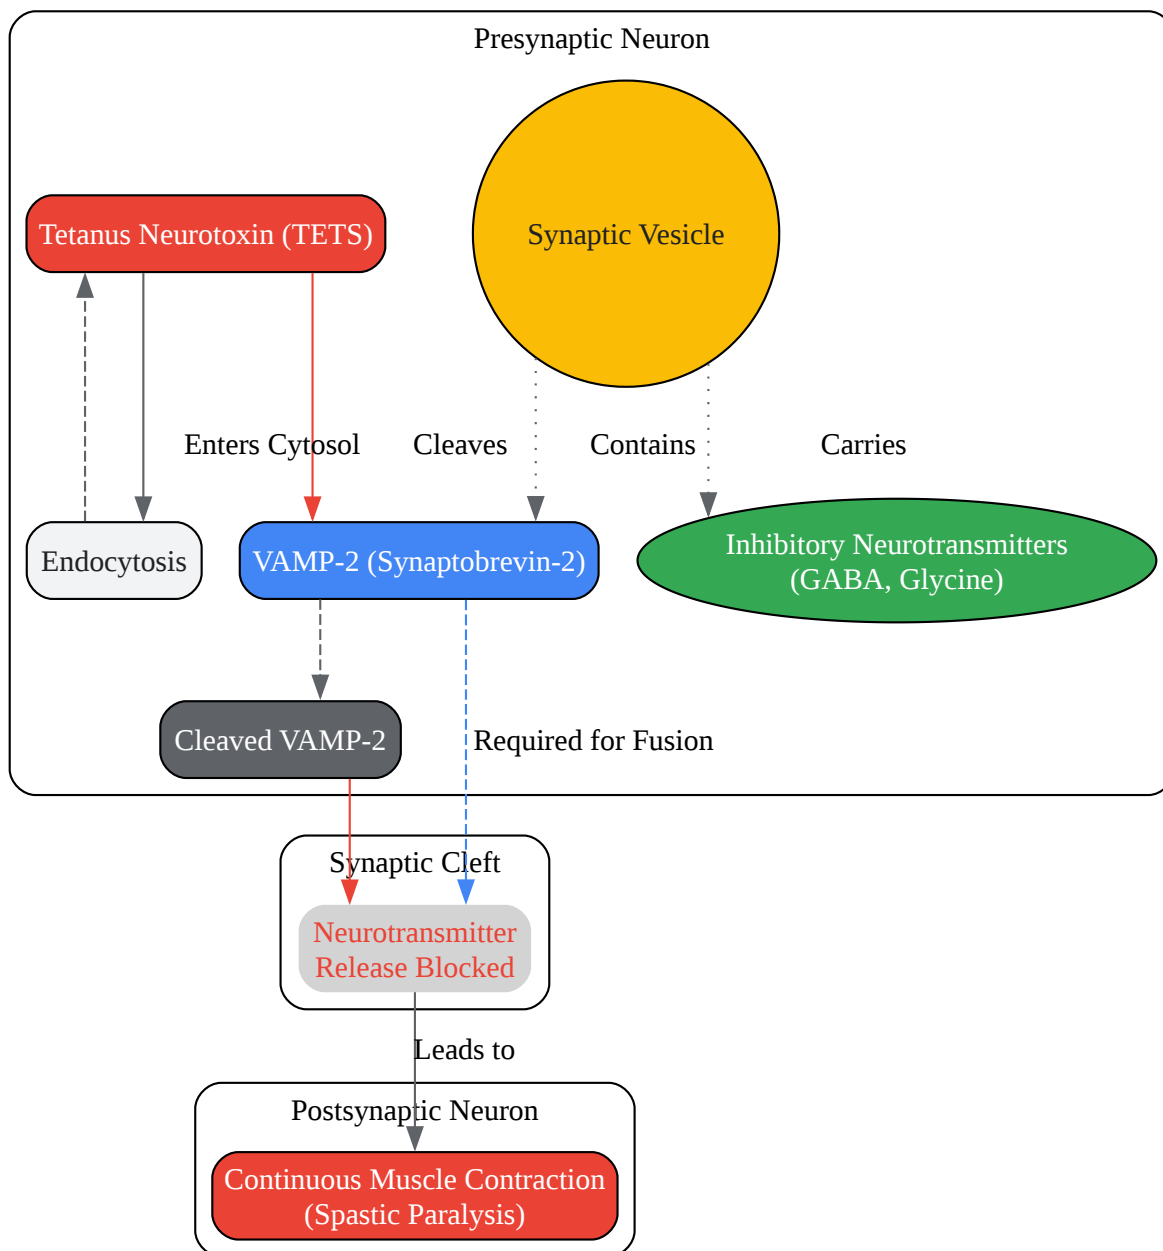 Presynaptic Neuron
Synaptic Vesicle
Tetanus Neurotoxin (TETS)
Enters Cytosol
Cleaves
Contains
Carries
Endocytosis
VAMP-2 (Synaptobrevin-2)
Inhibitory Neurotransmitters
(GABA, Glycine)
Cleaved VAMP-2
Required for Fusion
Synaptic Cleft
Neurotransmitter
Release Blocked
Leads to
Postsynaptic Neuron
Continuous Muscle Contraction
(Spastic Paralysis)